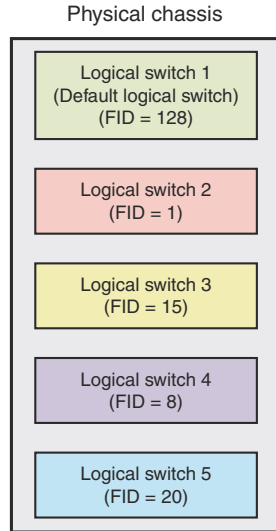 Physical chassis
Logical switch 1
(Default logical switch)
(FID = 128)
Logical switch 2
(FID = 1)
Logical switch 3
(FID = 15)
Logical switch 4
(FID = 8)
Logical switch 5
(FID = 20)